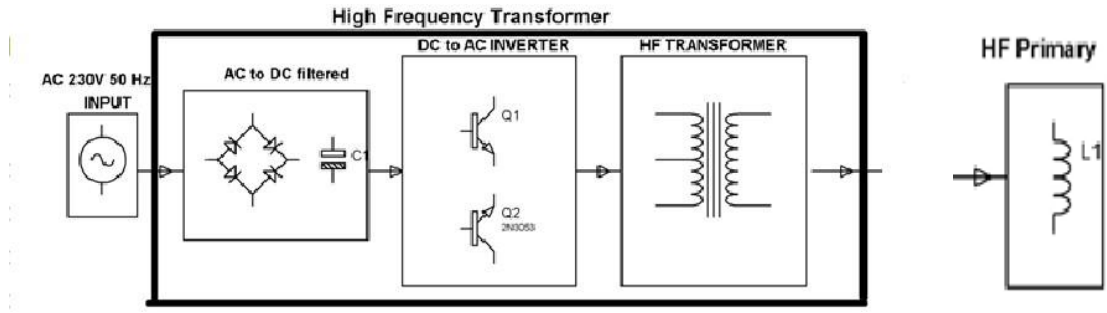 High Frequency Transformer
AC 230V 50 Hz
INPUT
AC to DC filtered
C1
DC to AC INVERTER
Q1
Q2
2N3053
HF TRANSFORMER
HF Primary
L1